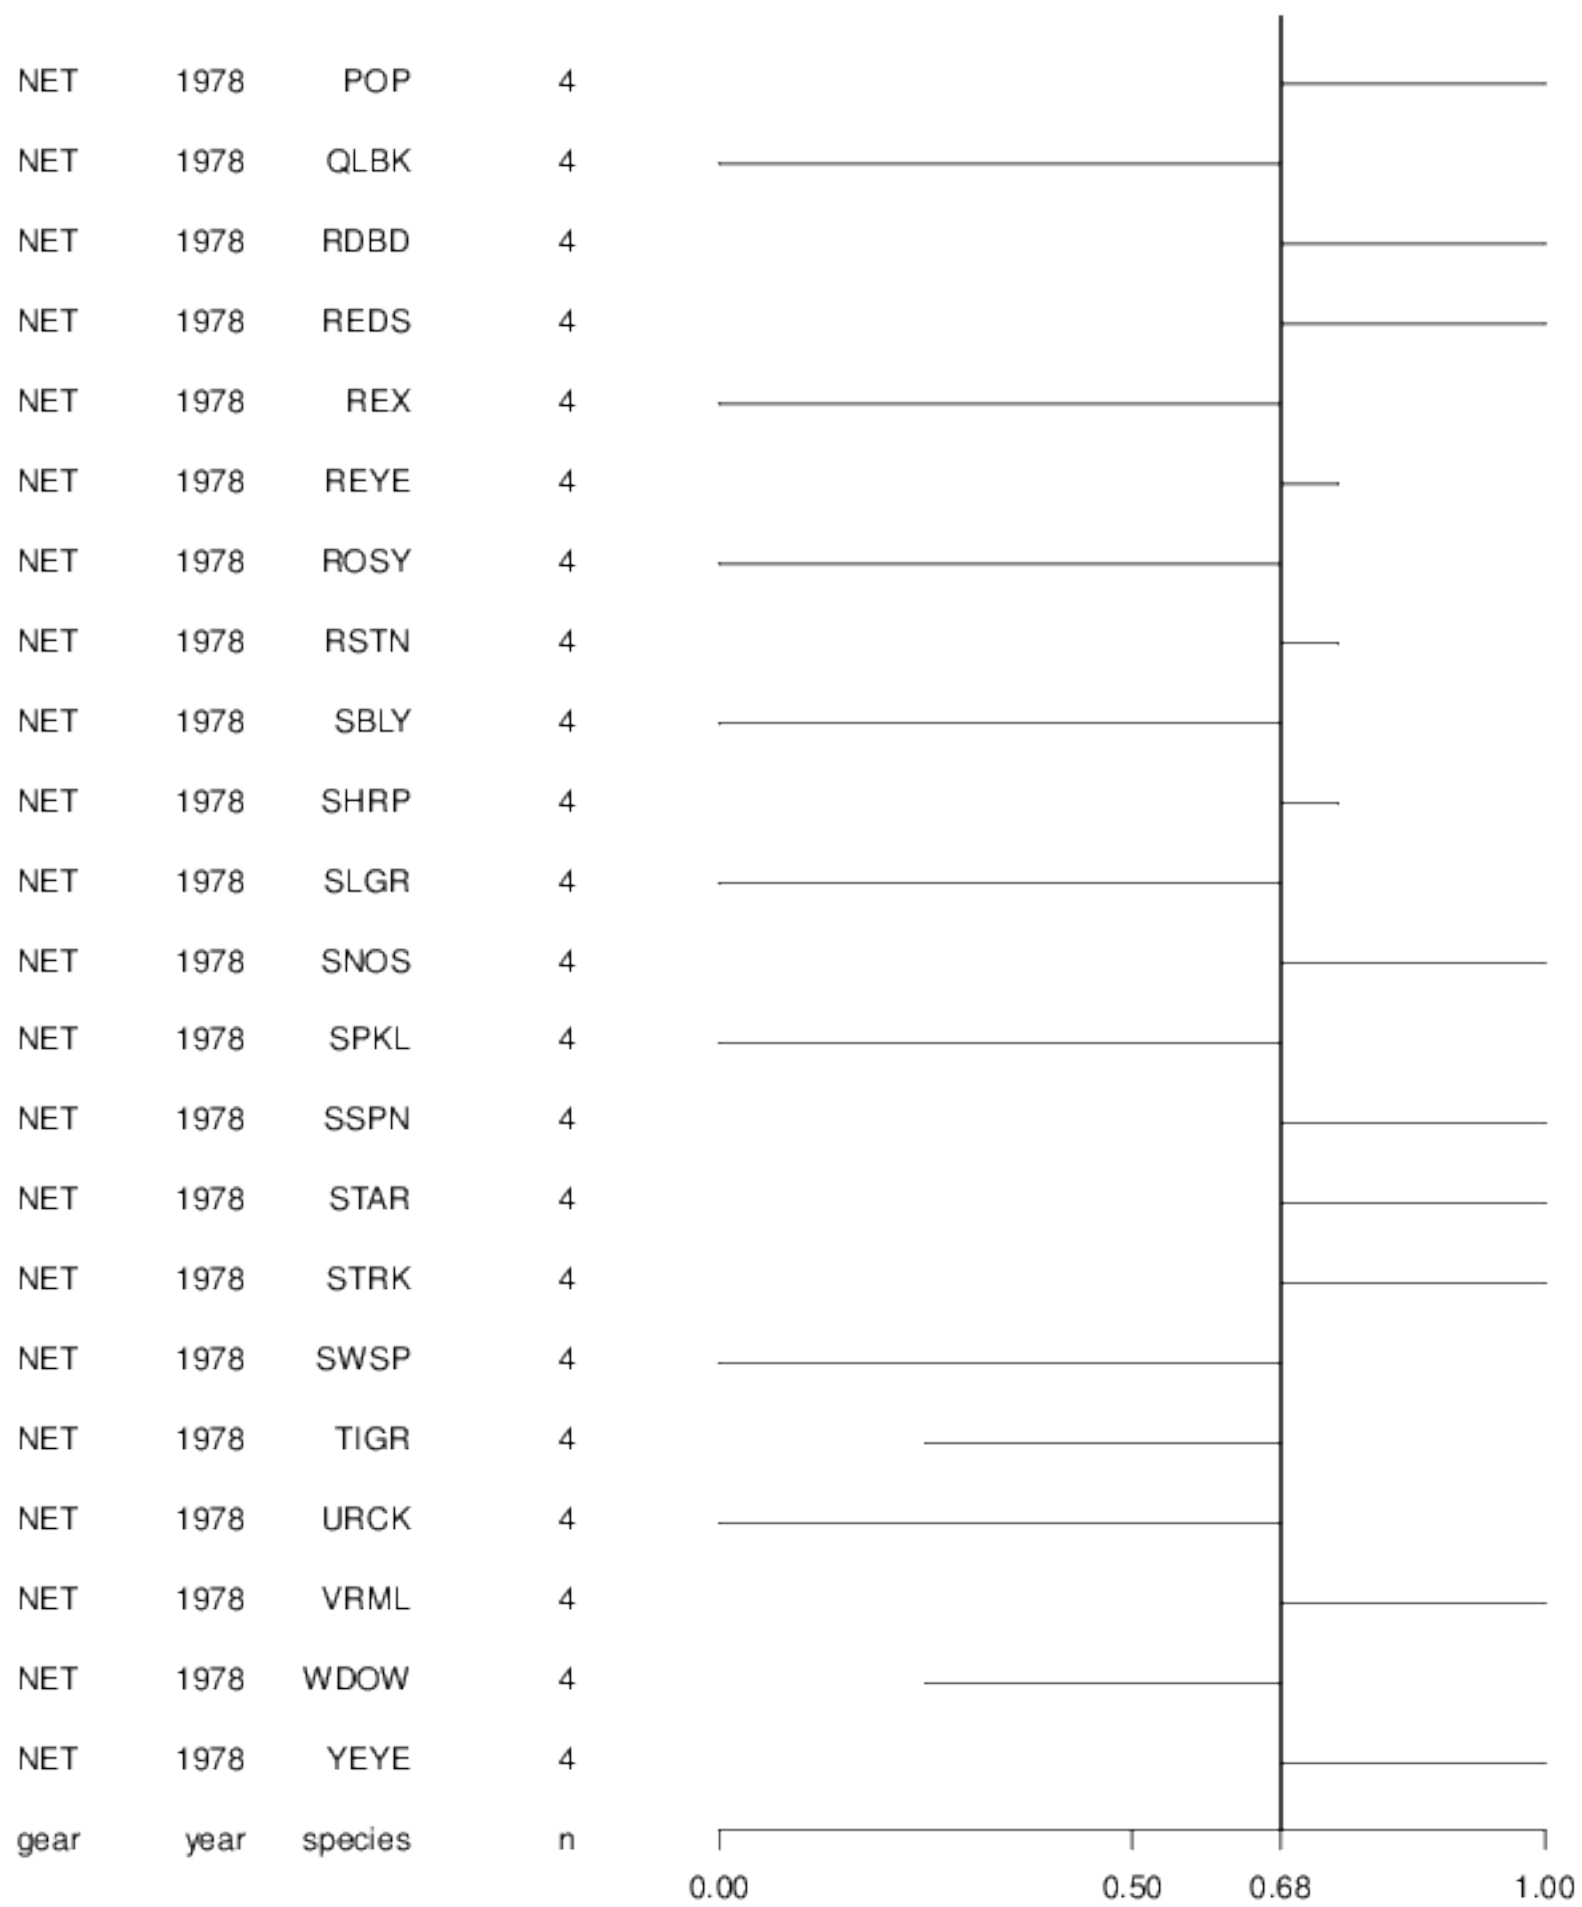 NET 1978 POP 4
NET 1978 QLBK 4
NET 1978 RDBD 4
NET 1978 REDS 4
NET 1978 REX 4
NET 1978 REYE 4
NET 1978 ROSY 4
NET 1978 RSTN 4
NET 1978 SBLY 4
NET 1978 SHRP 4
NET 1978 SLGR 4
NET 1978 SNOS 4
NET 1978 SPKL 4
NET 1978 SSPN 4
NET 1978 STAR 4
NET 1978 STRK 4
NET 1978 SWSP 4
NET 1978 TIGR 4
NET 1978 URCK 4
NET 1978 VRML 4
NET 1978 WDOW 4
NET 1978 YEYE 4
gear year species n
0.00 0.50 0.68 1.00